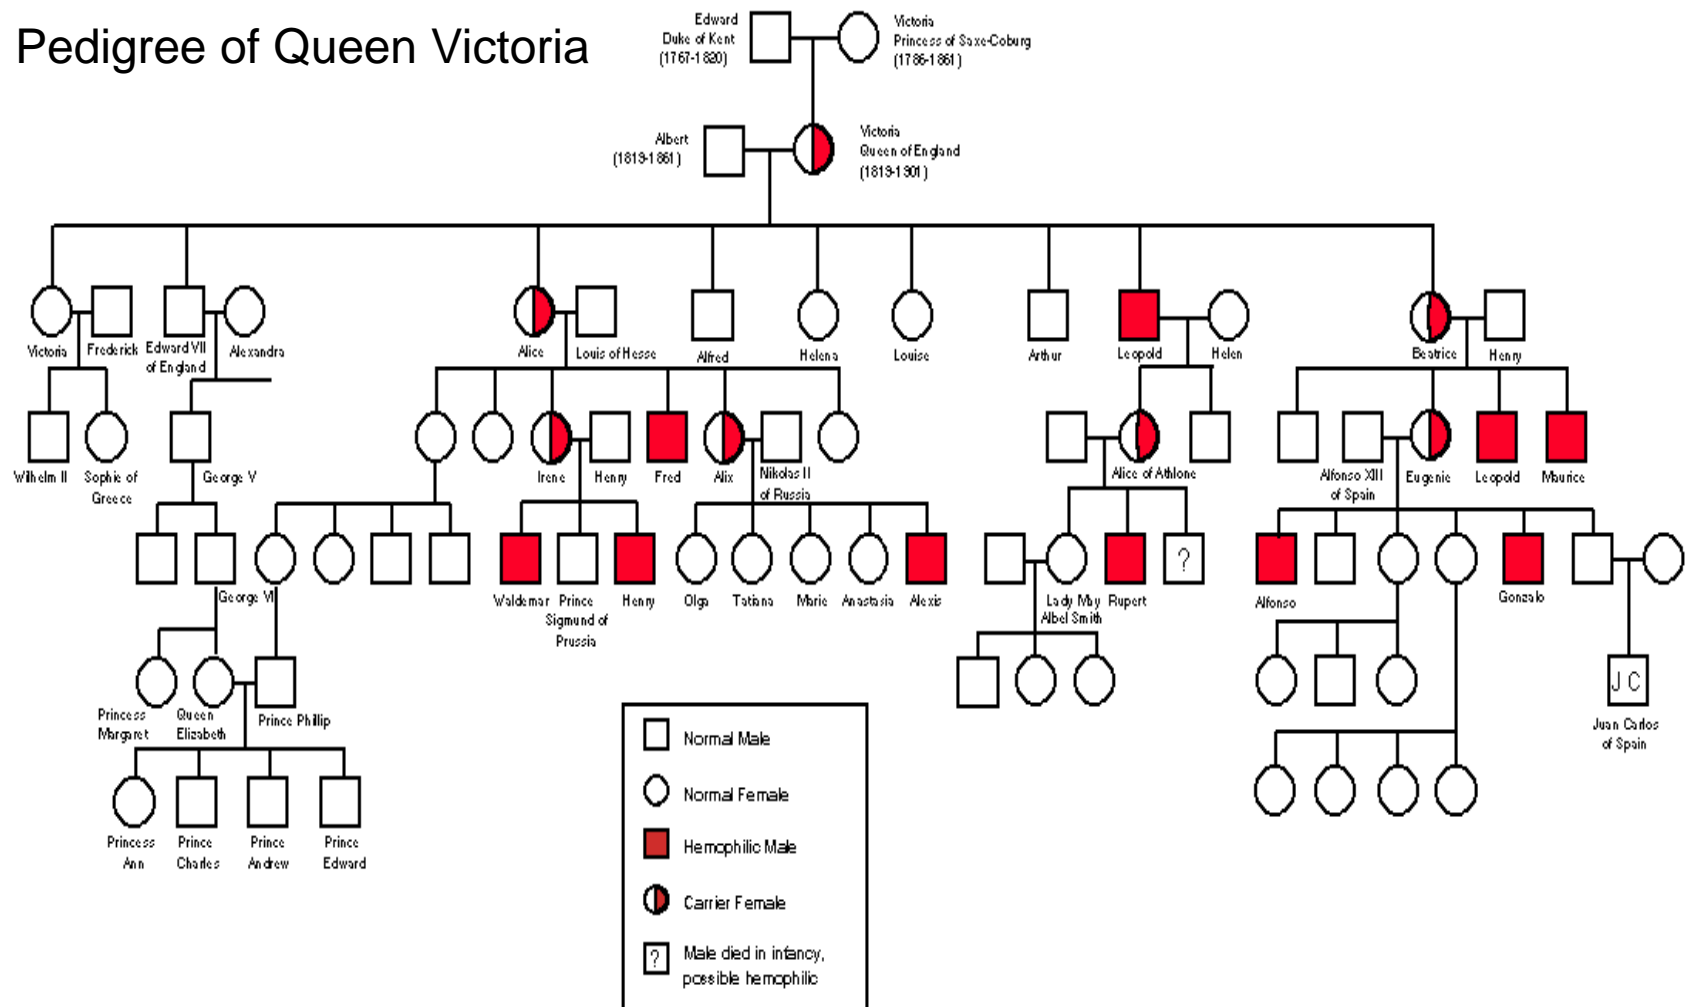 Pedigree of Queen Victoria
Edward
Duke of Kent
(1767-1820)
Victoria
Princess of Saxe-Coburg
(1786-1861)
Albert
(1819-1861)
Victoria
Queen of England
(1819-1901)
Victoria
Frederick
Edward VII
of England
Alexandra
Alice
Louis of Hesse
Alfred
Helena
Louise
Arthur
Leopold
Helen
Beatrice
Henry
Wilhelm II
Sophie of
Greece
George V
Irene
Henry
Fred
Alix
Nikolas II
of Russia
Alice of Athlone
Alfonso XIII
of Spain
Eugenie
Leopold
Maurice
George VI
Waldemar
Prince
Sigmund of
Prussia
Henry
Olga
Tatiana
Marie
Anastasia
Alexis
Lady May
Abel Smith
Rupert
?
Alfonso
Gonzalo
Princess
Margaret
Queen
Elizabeth
Prince Phillip
J C
Juan Carlos
of Spain
Princess
Ann
Prince
Charles
Prince
Andrew
Prince
Edward
Normal Male
Normal Female
Hemophilic Male
Carrier Female
?
Male died in infancy,
possible hemophilic